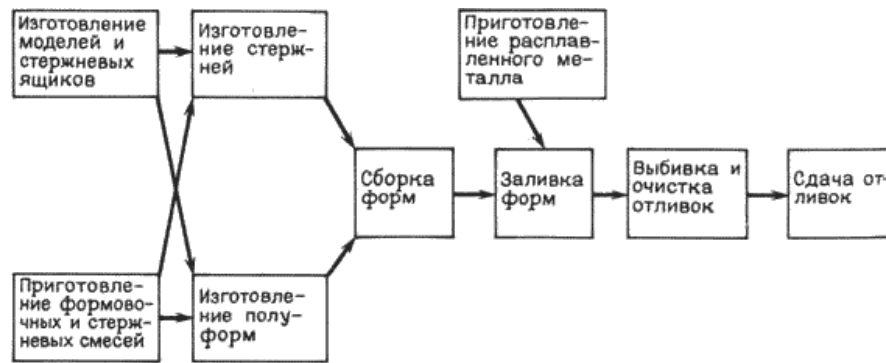 Изготовление
моделей и
стержневых
ящиков
Изготовле-
ние стерж-
ней
Приготовле-
ние расплав-
ленного ме-
талла
Сборка
форм
Заливка
форм
Выбивка и
очистка
отливок
Сдача от-
ливок
Приготовле-
ние формово-
чных и стерж-
невых смесей
Изготовле-
ние полу-
форм